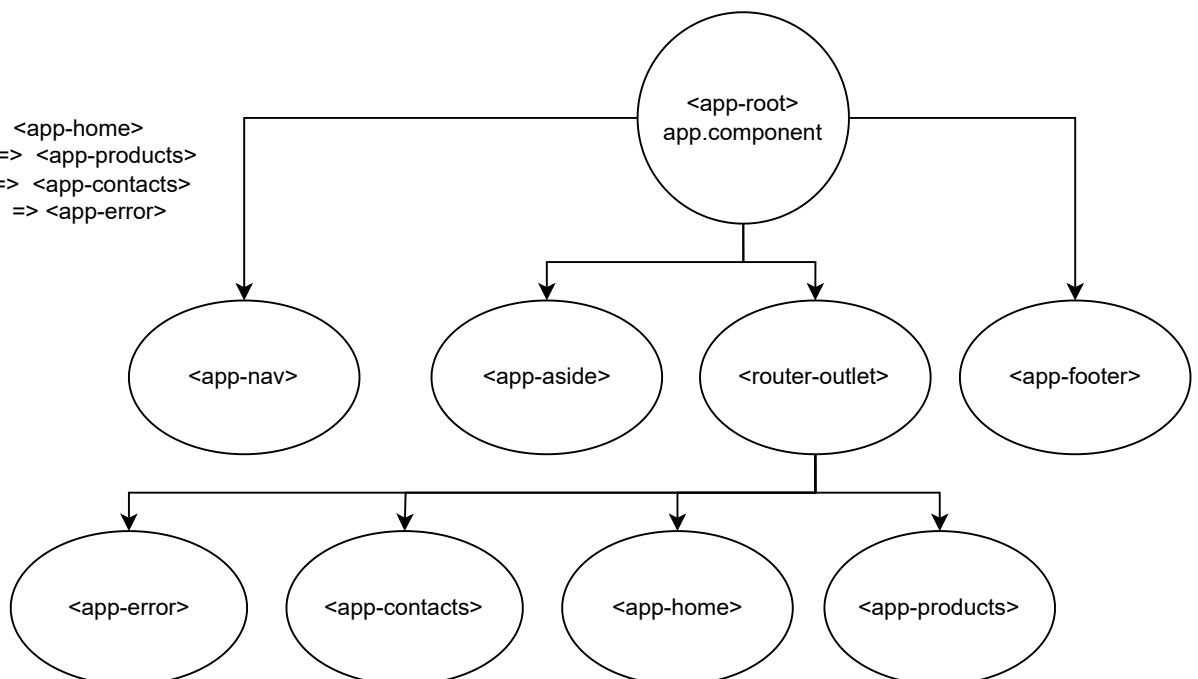 <app-root>
app.component
<app-home>
=> <app-products>
=> <app-contacts>
=> <app-error>
<app-nav>
<app-aside>
<router-outlet>
<app-footer>
<app-error>
<app-contacts>
<app-home>
<app-products>